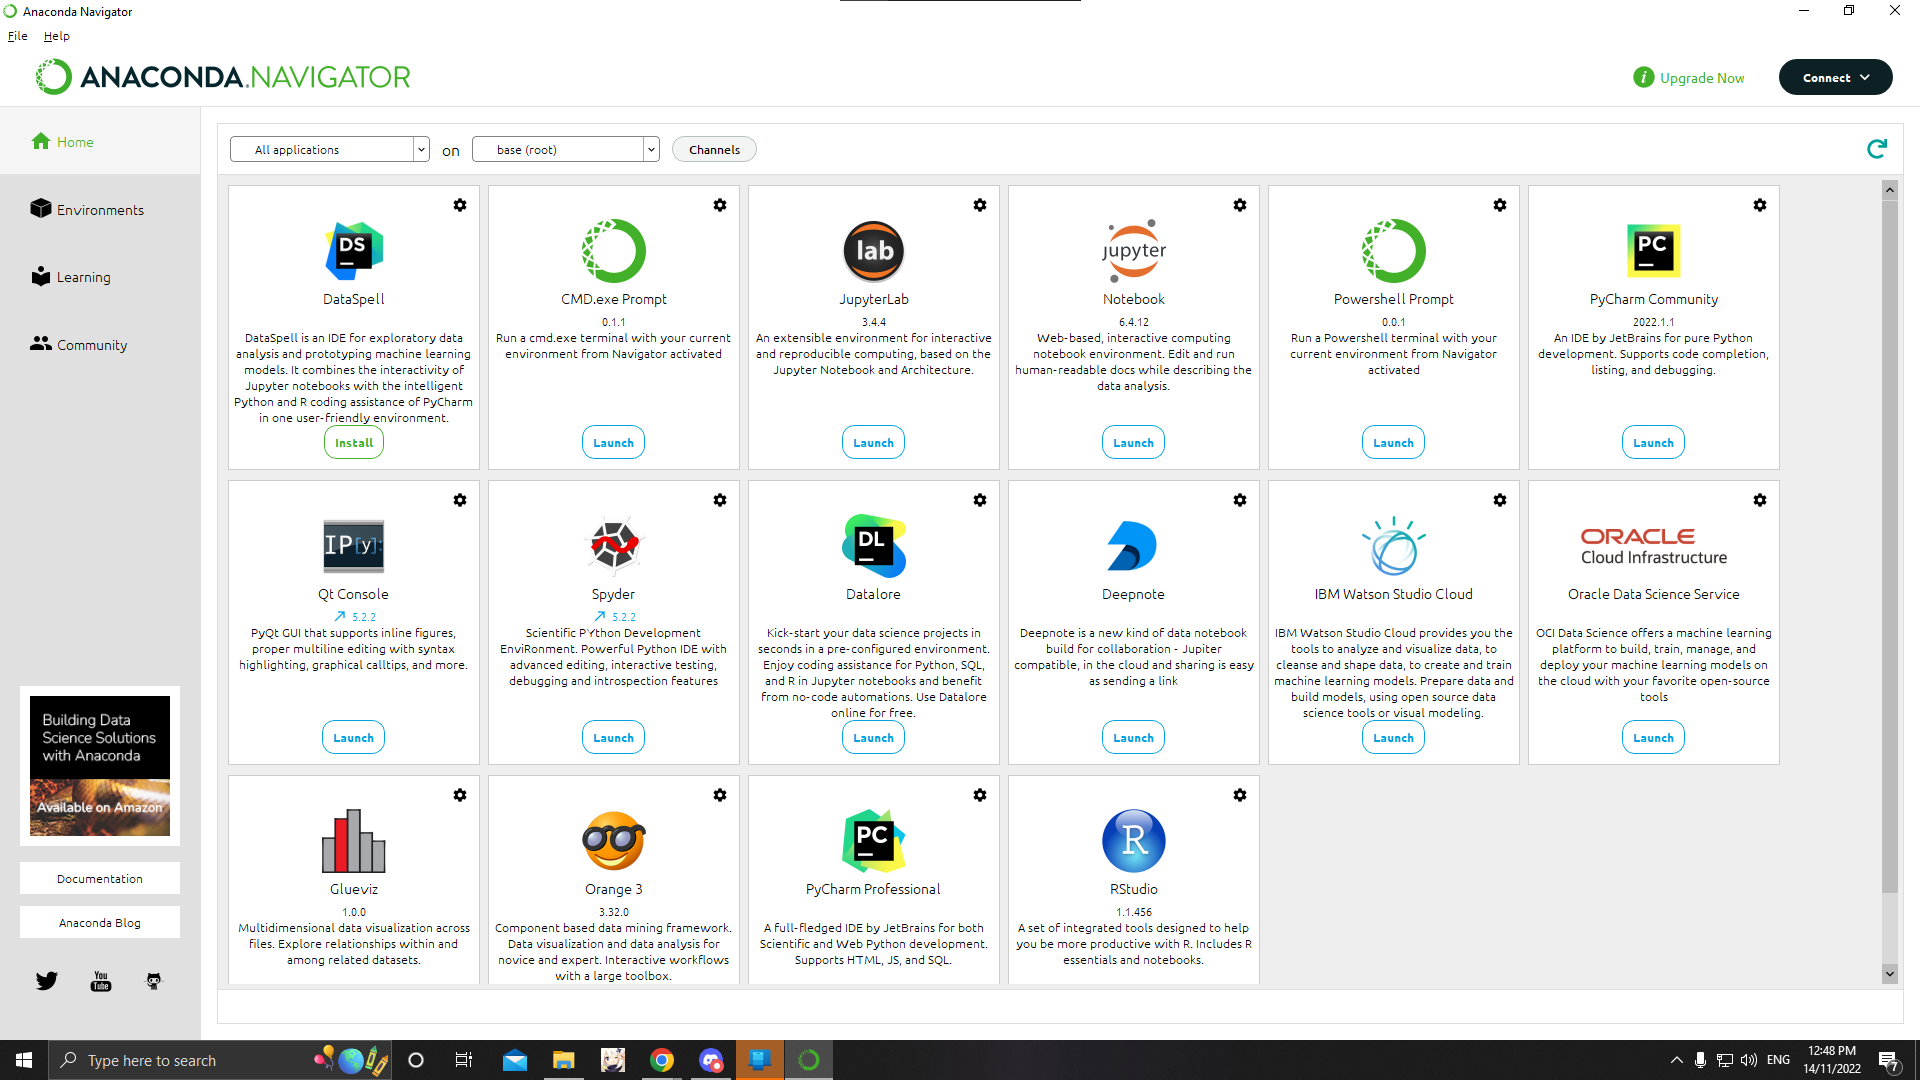 Anaconda Navigator
File Help
ANACONDA.NAVIGATOR
i Upgrade Now
Connect
Home
Environments
Learning
Community
All applications on base (root) Channels
DS
DataSpell
DataSpell is an IDE for exploratory data
analysis and prototyping machine learning
models. It combines the interactivity of
Jupyter notebooks with the intelligent
Python and R coding assistance of PyCharm
in one user-friendly environment.
Install
CMD.exe Prompt
0.1.1
Run a cmd.exe terminal with your current
environment from Navigator activated
Launch
lab
JupyterLab
3.4.4
An extensible environment for interactive
and reproducible computing, based on the
Jupyter Notebook and Architecture.
Launch
jupyter
Notebook
6.4.12
Web-based, interactive computing
notebook environment. Edit and run
human-readable docs while describing the
data analysis.
Launch
Powershell Prompt
0.0.1
Run a Powershell terminal with your
current environment from Navigator
activated
Launch
PC
PyCharm Community
2022.1.1
An IDE by JetBrains for pure Python
development. Supports code completion,
listing, and debugging.
Launch
IP[y]:
Qt Console
5.2.2
PyQt GUI that supports inline figures,
proper multiline editing with syntax
highlighting, graphical calltips, and more.
Launch
Spyder
5.2.2
Scientific PYthon Development
EnviRonment. Powerful Python IDE with
advanced editing, interactive testing,
debugging and introspection features
Launch
DL
Datalore
Kick-start your data science projects in
seconds in a pre-configured environment.
Enjoy coding assistance for Python, SQL,
and R in Jupyter notebooks and benefit
from no-code automations. Use Datalore
online for free.
Launch
Deepnote
Deepnote is a new kind of data notebook
build for collaboration - Jupiter
compatible, in the cloud and sharing is easy
as sending a link
Launch
IBM Watson Studio Cloud
IBM Watson Studio Cloud provides you the
tools to analyze and visualize data, to
cleanse and shape data, to create and train
machine learning models. Prepare data and
build models, using open source data
science tools or visual modeling.
Launch
ORACLE
Cloud Infrastructure
Oracle Data Science Service
OCI Data Science offers a machine learning
platform to build, train, manage, and
deploy your machine learning models on
the cloud with your favorite open-source
tools
Launch
Glueviz
1.0.0
Multidimensional data visualization across
files. Explore relationships within and
among related datasets.
Orange 3
3.32.0
Component based data mining framework.
Data visualization and data analysis for
novice and expert. Interactive workflows
with a large toolbox.
PC
PyCharm Professional
A full-fledged IDE by JetBrains for both
Scientific and Web Python development.
Supports HTML, JS, and SQL.
R
RStudio
1.1.456
A set of integrated tools designed to help
you be more productive with R. Includes R
essentials and notebooks.
Building Data
Science Solutions
with Anaconda
Available on Amazon
Documentation
Anaconda Blog
You
Tube
Type here to search
ENG
12:48 PM
14/11/2022
7